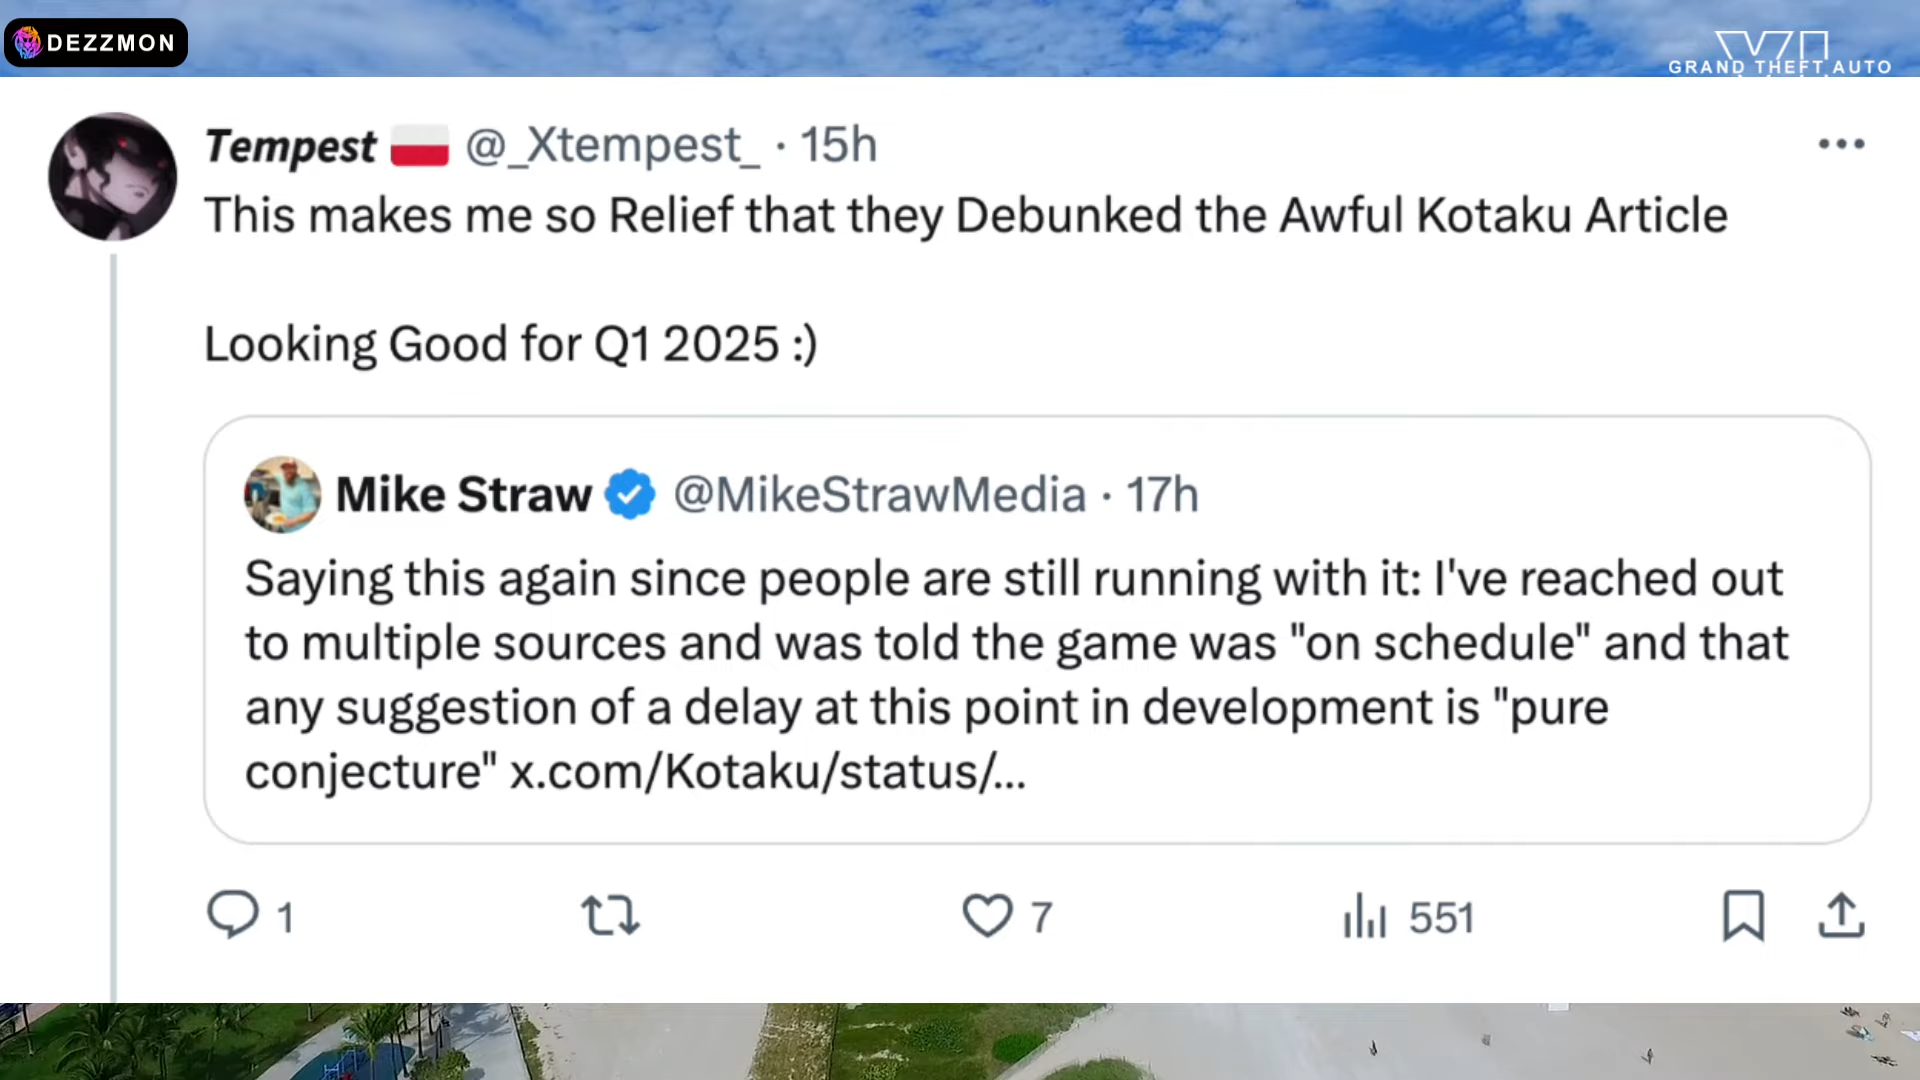 DEZZMON
VI
GRAND THEFT AUTO
Tempest @_Xtempest_ · 15h
This makes me so Relief that they Debunked the Awful Kotaku Article
Looking Good for Q1 2025 :)
Mike Straw @MikeStrawMedia · 17h
Saying this again since people are still running with it: I've reached out
to multiple sources and was told the game was "on schedule" and that
any suggestion of a delay at this point in development is "pure
conjecture" x.com/Kotaku/status/...
1
7
551